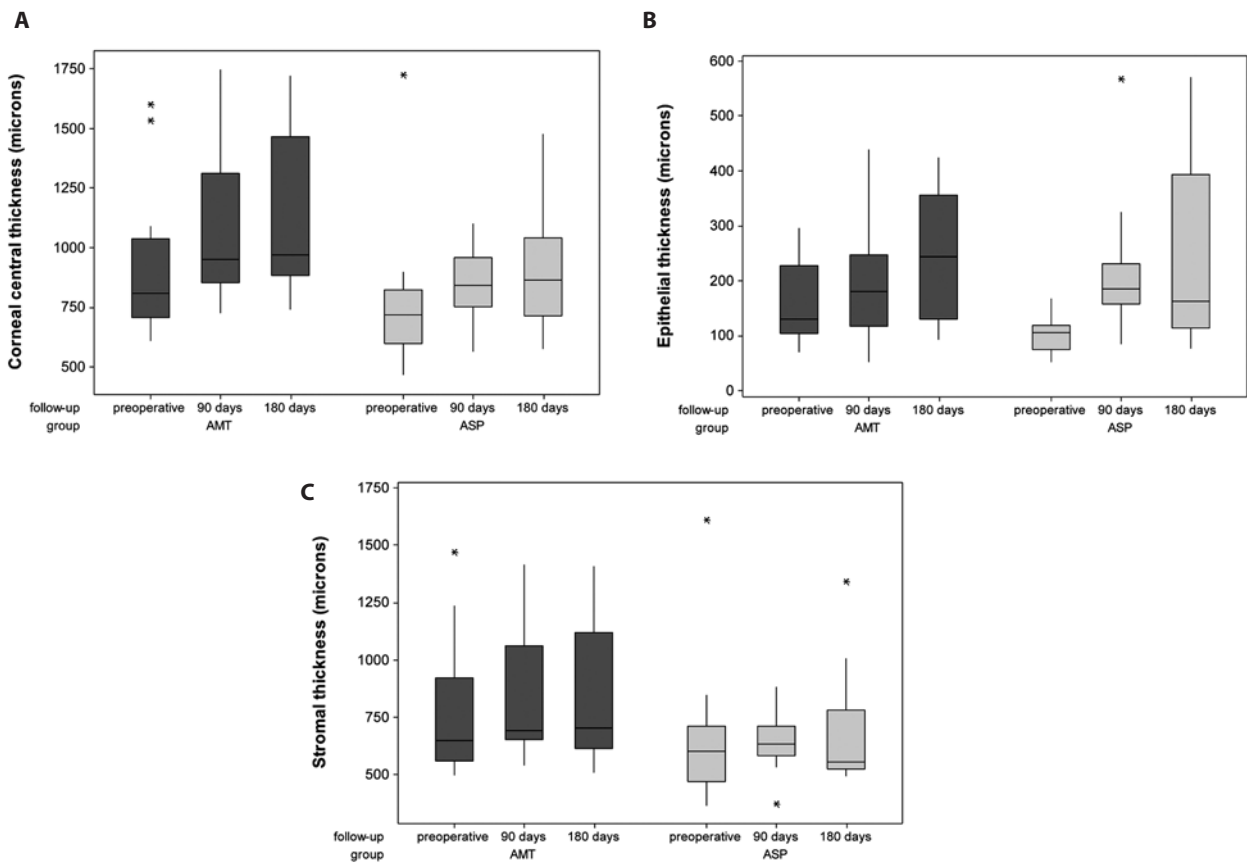 A
Corneal central thickness (microns)
1750
1500
1250
1000
750
500
follow-up preoperative 90 days 180 days preoperative 90 days 180 days
group AMT ASP
B
Epithelial thickness (microns)
600
500
400
300
200
100
0
follow-up preoperative 90 days 180 days preoperative 90 days 180 days
group AMT ASP
C
Stromal thickness (microns)
1750
1500
1250
1000
750
500
follow-up preoperative 90 days 180 days preoperative 90 days 180 days
group AMT ASP